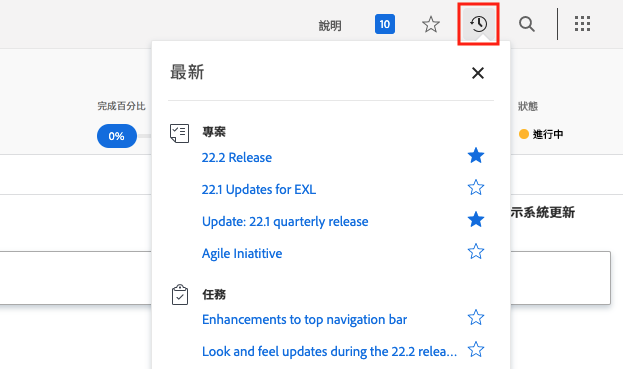 說明
10
最新
完成百分比
0%
狀態
進行中
專案
22.2 Release
22.1 Updates for EXL
Update: 22.1 quarterly release
示系統更新
Agile Iniatitive
任務
Enhancements to top navigation bar
Look and feel updates during the 22.2 relea...